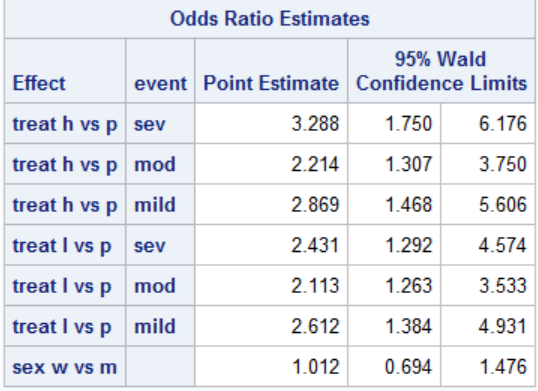 Odds Ratio Estimates
Effect event Point Estimate 95% Wald Confidence Limits
treat h vs p sev 3.288 1.750 6.176
treat h vs p mod 2.214 1.307 3.750
treat h vs p mild 2.869 1.468 5.606
treat l vs p sev 2.431 1.292 4.574
treat l vs p mod 2.113 1.263 3.533
treat l vs p mild 2.612 1.384 4.931
sex w vs m 1.012 0.694 1.476